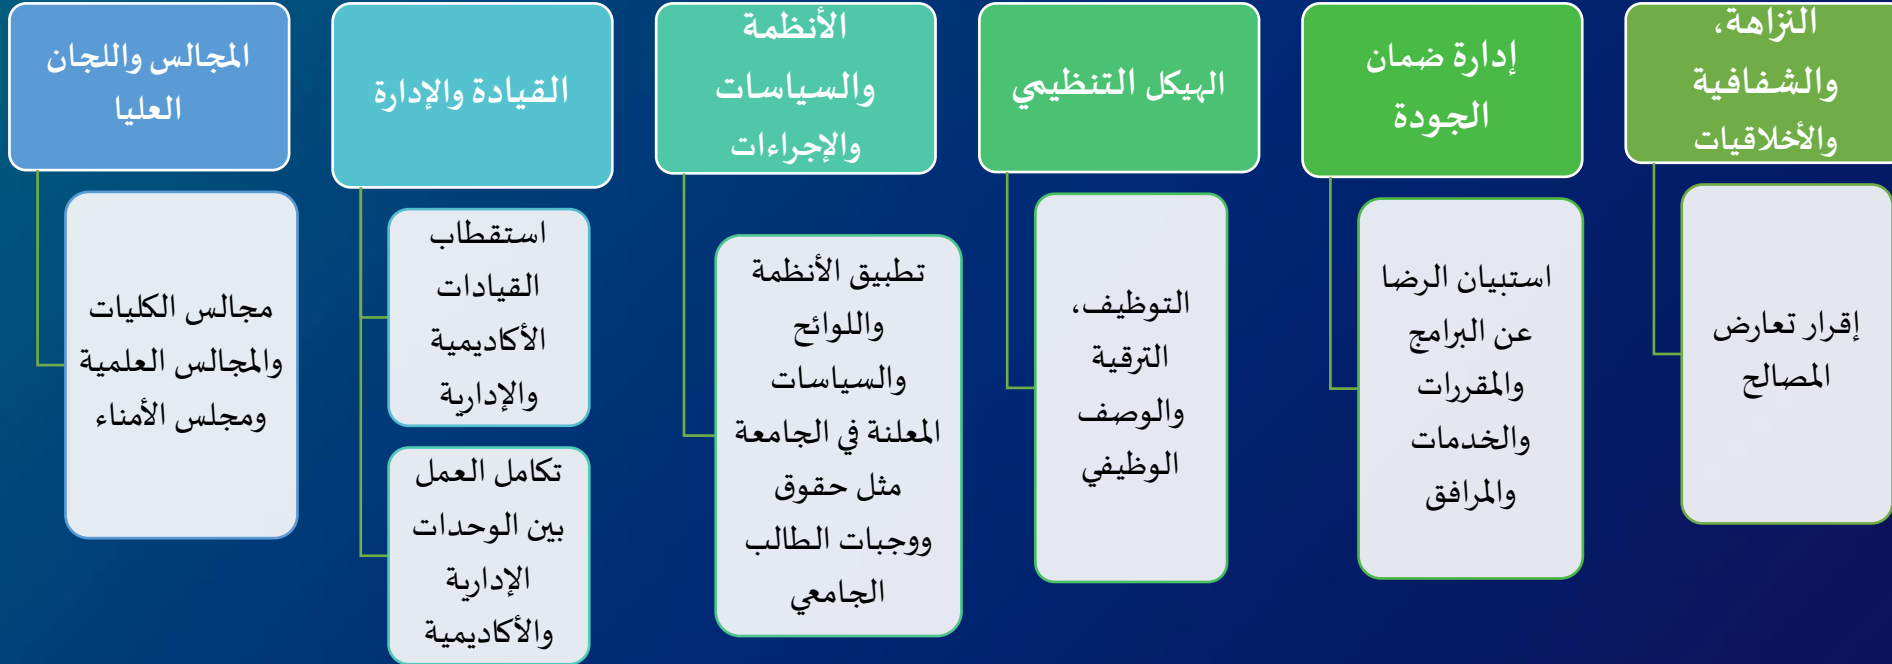 النزاهة،
والشفافية
والأخلاقيات
إقرار تعارض
المصالح
إدارة ضمان
الجودة
استبيان الرضا
عن البرامج
والمقررات
والخدمات
والمرافق
الهيكل التنظيمي
التوظيف،
الترقية
والوصف
الوظيفي
الأنظمة
والسياسات
والإجراءات
تطبيق الأنظمة
واللوائح
والسياسات
المعلنة في الجامعة
مثل حقوق
ووجبات الطالب
الجامعي
القيادة والإدارة
استقطاب
القيادات
الأكاديمية
والإدارية
تكامل العمل
بين الوحدات
الإدارية
والأكاديمية
المجالس واللجان
العليا
مجالس الكليات
والمجالس العلمية
ومجلس الأمناء